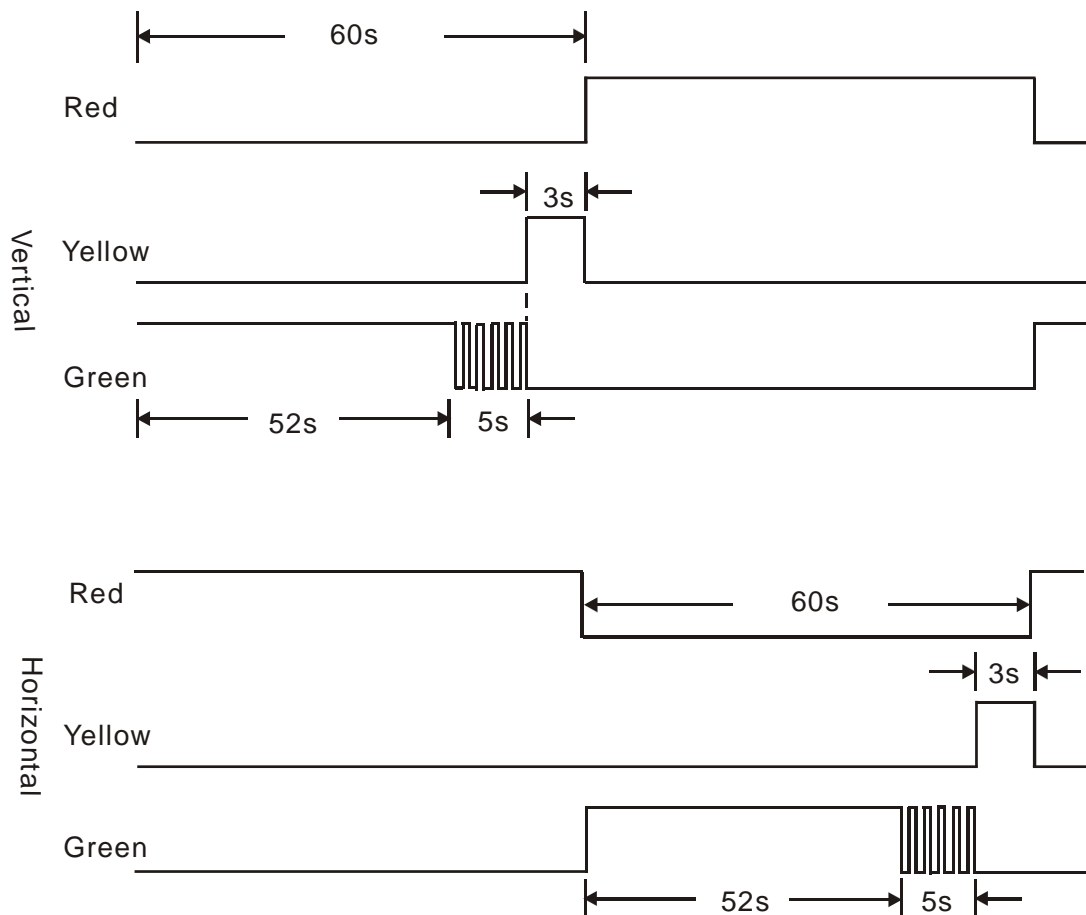 60s
Red
3s
Yellow
Vertical
Green
52s
5s
Red
60s
Horizontal
3s
Yellow
Green
52s
5s